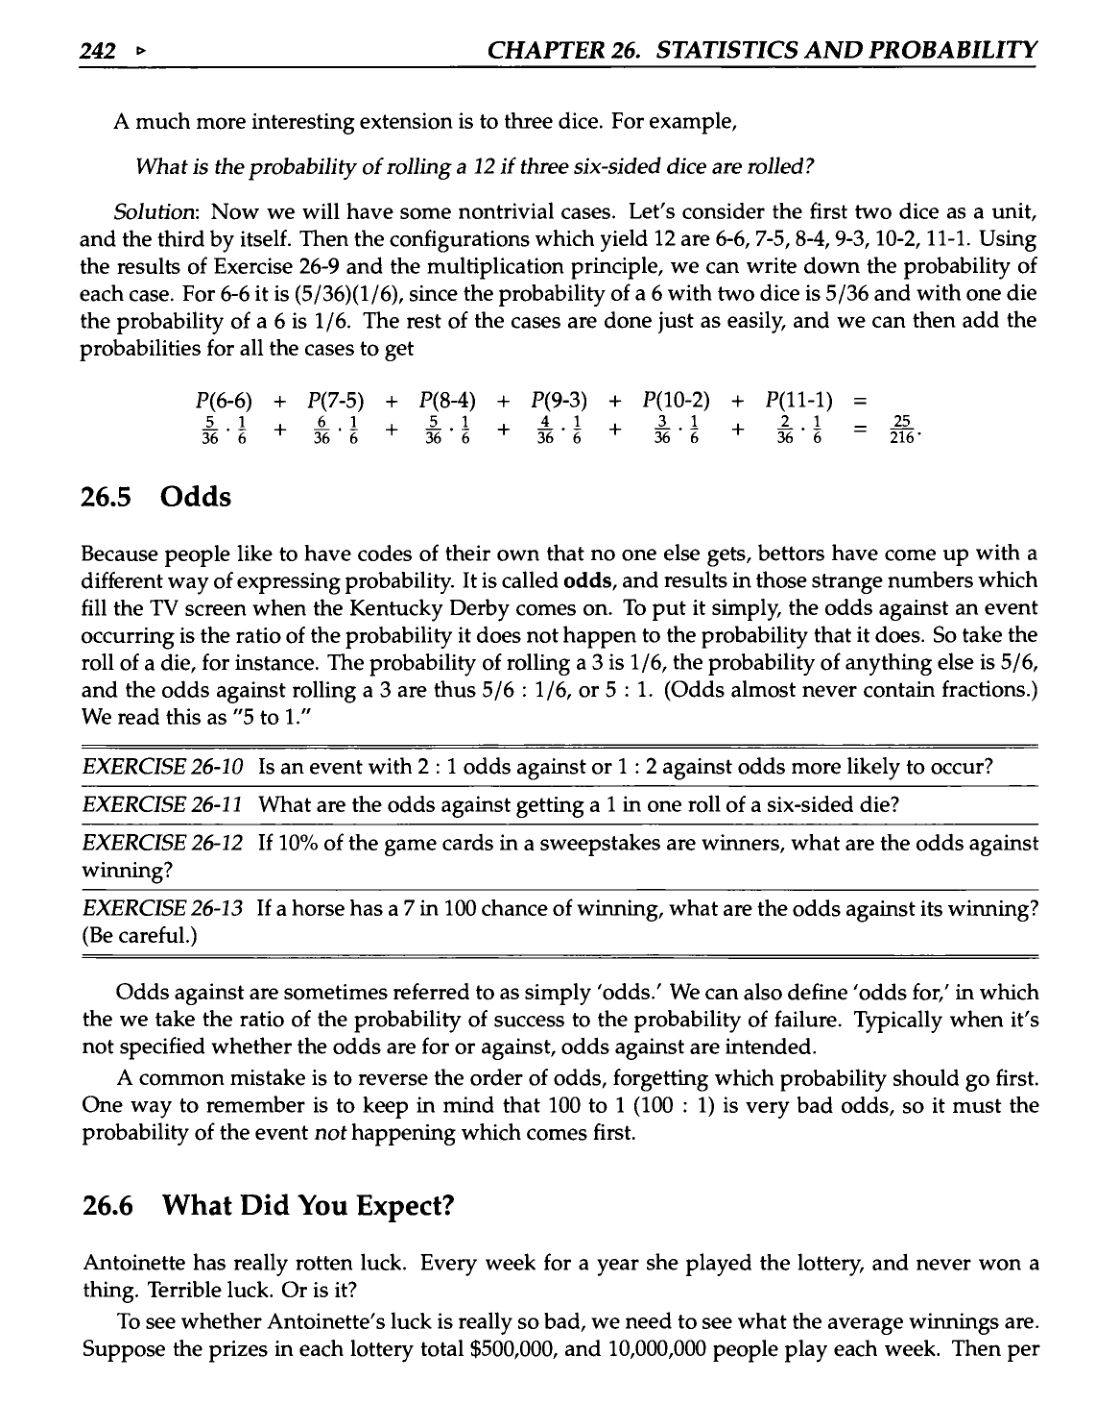 242 ▹ CHAPTER 26. STATISTICS AND PROBABILITY
A much more interesting extension is to three dice. For example,
What is the probability of rolling a 12 if three six-sided dice are rolled?
Solution: Now we will have some nontrivial cases. Let's consider the first two dice as a unit,
and the third by itself. Then the configurations which yield 12 are 6-6, 7-5, 8-4, 9-3, 10-2, 11-1. Using
the results of Exercise 26-9 and the multiplication principle, we can write down the probability of
each case. For 6-6 it is (5/36)(1/6), since the probability of a 6 with two dice is 5/36 and with one die
the probability of a 6 is 1/6. The rest of the cases are done just as easily, and we can then add the
probabilities for all the cases to get
P(6-6) + P(7-5) + P(8-4) + P(9-3) + P(10-2) + P(11-1) =
5/36 · 1/6 + 6/36 · 1/6 + 5/36 · 1/6 + 4/36 · 1/6 + 3/36 · 1/6 + 2/36 · 1/6 = 25/216.
26.5 Odds
Because people like to have codes of their own that no one else gets, bettors have come up with a
different way of expressing probability. It is called odds, and results in those strange numbers which
fill the TV screen when the Kentucky Derby comes on. To put it simply, the odds against an event
occurring is the ratio of the probability it does not happen to the probability that it does. So take the
roll of a die, for instance. The probability of rolling a 3 is 1/6, the probability of anything else is 5/6,
and the odds against rolling a 3 are thus 5/6 : 1/6, or 5 : 1. (Odds almost never contain fractions.)
We read this as "5 to 1."
EXERCISE 26-10 Is an event with 2 : 1 odds against or 1 : 2 against odds more likely to occur?
EXERCISE 26-11 What are the odds against getting a 1 in one roll of a six-sided die?
EXERCISE 26-12 If 10% of the game cards in a sweepstakes are winners, what are the odds against
winning?
EXERCISE 26-13 If a horse has a 7 in 100 chance of winning, what are the odds against its winning?
(Be careful.)
Odds against are sometimes referred to as simply 'odds.' We can also define 'odds for,' in which
the we take the ratio of the probability of success to the probability of failure. Typically when it's
not specified whether the odds are for or against, odds against are intended.
A common mistake is to reverse the order of odds, forgetting which probability should go first.
One way to remember is to keep in mind that 100 to 1 (100 : 1) is very bad odds, so it must the
probability of the event not happening which comes first.
26.6 What Did You Expect?
Antoinette has really rotten luck. Every week for a year she played the lottery, and never won a
thing. Terrible luck. Or is it?
To see whether Antoinette's luck is really so bad, we need to see what the average winnings are.
Suppose the prizes in each lottery total $500,000, and 10,000,000 people play each week. Then per